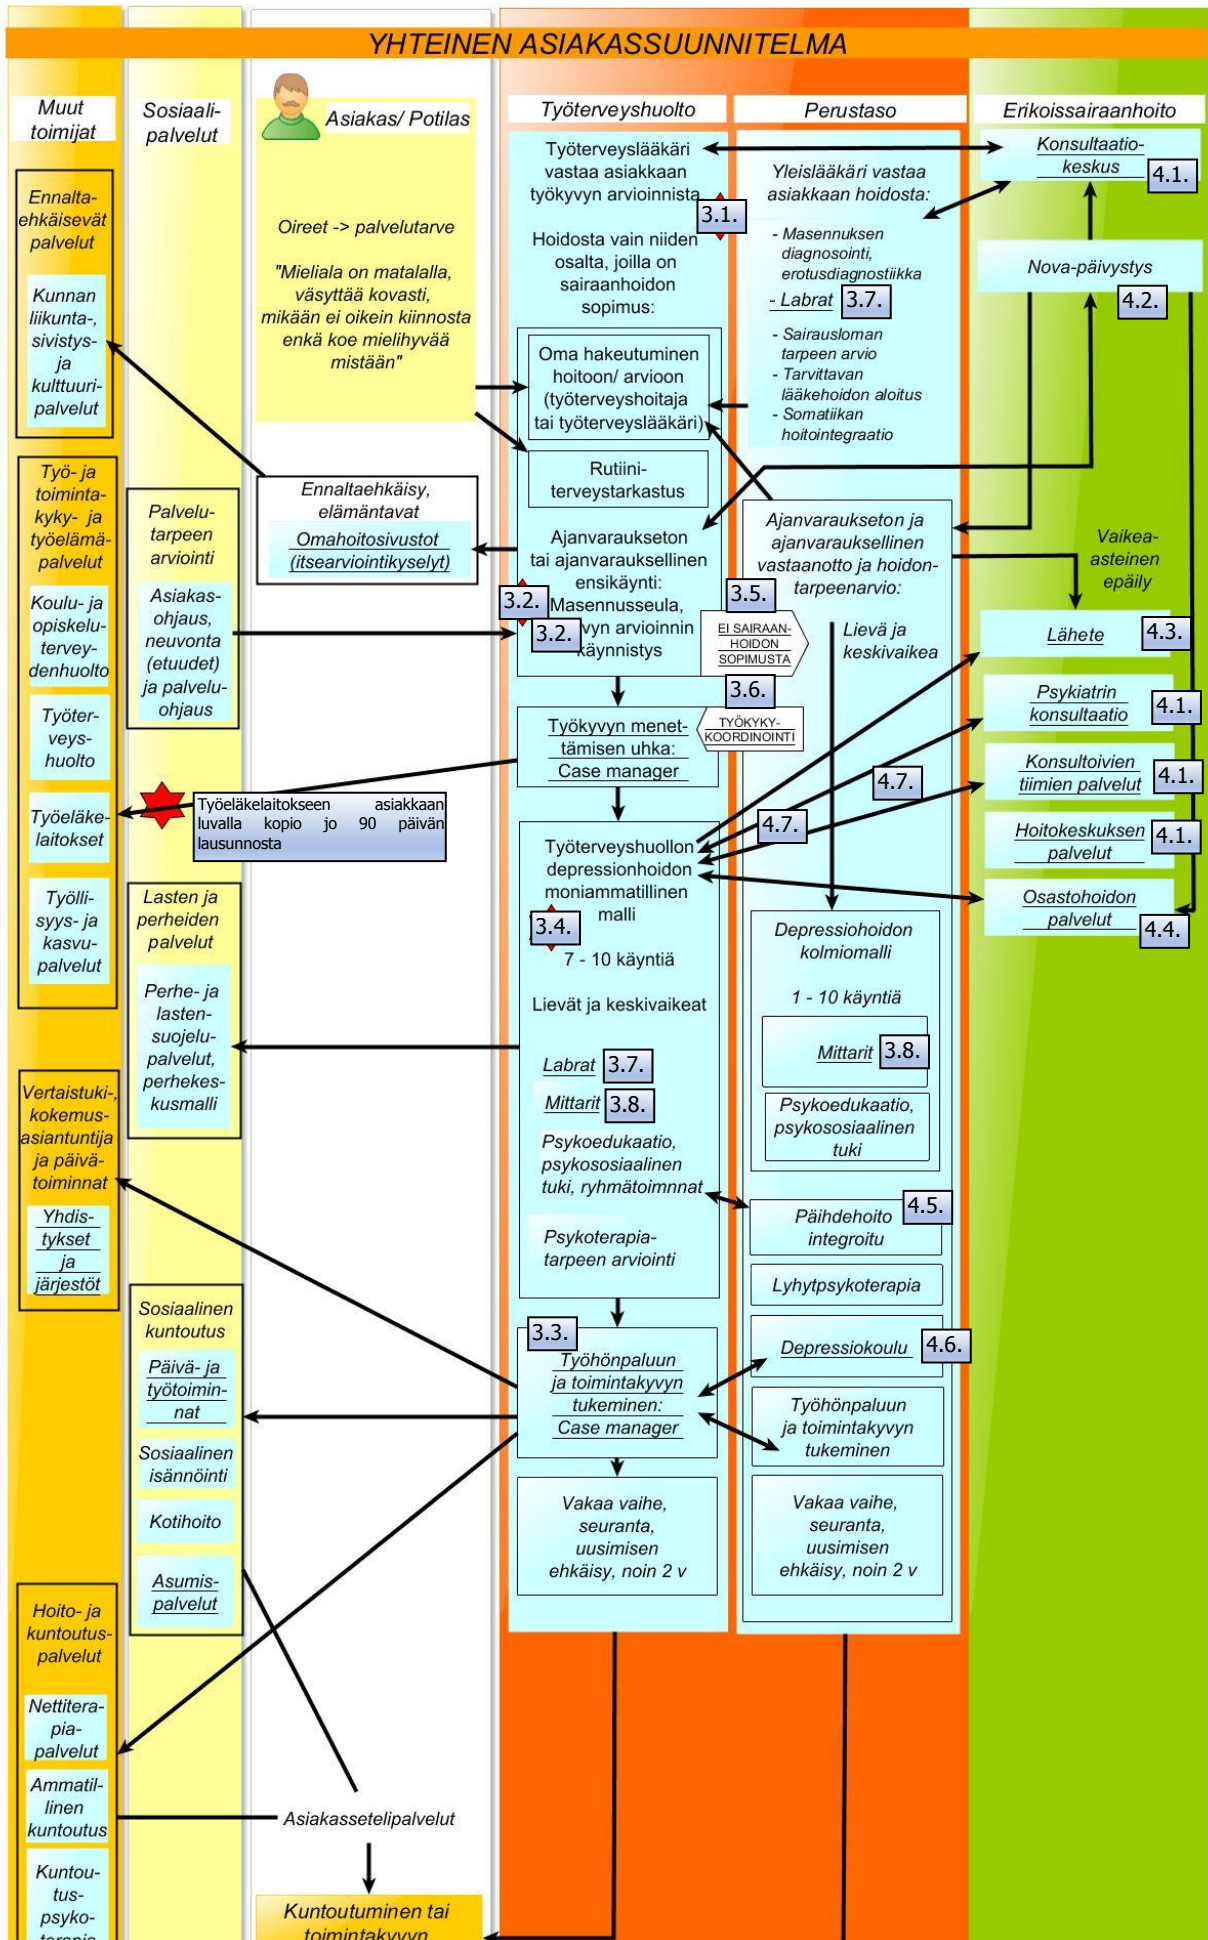 YHTEINEN ASIAKASSUUNNITELMA
Muut
toimijat
Ennalta-
ehkäisevät
palvelut
Kunnan
liikunta-,
sivistys-
ja
kulttuuri-
palvelut
Työ- ja
toiminta-
kyky- ja
työelämä-
palvelut
Koulu- ja
opiskelu-
tervey-
denhuolto
Työter-
veys-
huolto
Työeläke-
laitokset
Työlli-
syys- ja
kasvu-
palvelut
Vertaistuki-,
kokemus-
asiantuntija
ja päivä-
toiminnat
Yhdis-
tykset
ja
järjestöt
Hoito- ja
kuntoutus-
palvelut
Nettitera-
pia-
palvelut
Ammatil-
linen
kuntoutus
Kuntou-
tus-
psyko-
terapia
Sosiaali-
palvelut
Palvelu-
tarpeen
arviointi
Asiakas-
ohjaus,
neuvonta
(etuudet)
ja palvelu-
ohjaus
Työeläkelaitokseen asiakkaan
luvalla kopio jo 90 päivän
lausunnosta
Lasten ja
perheiden
palvelut
Perhe- ja
lasten-
suojelu-
palvelut,
perhekes-
kusmalli
Sosiaalinen
kuntoutus
Päivä- ja
työtoimin-
nat
Sosiaalinen
isännöinti
Kotihoito
Asumis-
palvelut
Asiakas/ Potilas
Oireet -> palvelutarve
"Mieliala on matalalla,
väsyttää kovasti,
mikään ei oikein kiinnosta
enkä koe mielihyvää
mistään"
Ennaltaehkäisy,
elämäntavat
Omahoitosivustot
(itsearviointikyselyt)
Asiakassetelipalvelut
Kuntoutuminen tai
toimintakyvyn
Työterveyshuolto
Työterveyslääkäri
vastaa asiakkaan
työkyvyn arvioinnista
3.1.
Hoidosta vain niiden
osalta, joilla on
sairaanhoidon
sopimus:
Oma hakeutuminen
hoitoon/ arvioon
(työterveyshoitaja
tai työterveyslääkäri)
Rutiini-
terveystarkastus
Ajanvaraukseton
tai ajanvarauksellinen
ensikäynti:
3.2. Masennusseula,
3.2. vyn arvioinnin
käynnistys
3.5.
EI SAIRAAN-
HOIDON
SOPIMUSTA
3.6.
TYÖKYKY-
KOORDINOINTI
Työkyvyn menet-
tämisen uhka:
Case manager
4.7.
4.7.
Työterveyshuollon
depressionhoidon
moniammatillinen
malli
3.4.
7 - 10 käyntiä
Lievät ja keskivaikeat
Labrat 3.7.
Mittarit 3.8.
Psykoedukaatio,
psykososiaalinen
tuki, ryhmätoimnnat
Psykoterapia-
tarpeen arviointi
3.3.
Työhönpaluun
ja toimintakyvyn
tukeminen:
Case manager
Vakaa vaihe,
seuranta,
uusimisen
ehkäisy, noin 2 v
Perustaso
Yleislääkäri vastaa
asiakkaan hoidosta:
- Masennuksen
diagnosointi,
erotusdiagnostiikka
- Labrat 3.7.
- Sairausloman
tarpeen arvio
- Tarvittavan
lääkehoidon aloitus
- Somatiikan
hoitointegraatio
Ajanvaraukseton ja
ajanvarauksellinen
vastaanotto ja hoidon-
tarpeenarvio:
Lievä ja
keskivaikea
Depressiohoidon
kolmiomalli
1 - 10 käyntiä
Mittarit 3.8.
Psykoedukaatio,
psykososiaalinen
tuki
4.5.
Päihdehoito
integroitu
Lyhytpsykoterapia
Depressiokoulu 4.6.
Työhönpaluun
ja toimintakyvyn
tukeminen
Vakaa vaihe,
seuranta,
uusimisen
ehkäisy, noin 2 v
Erikoissairaanhoito
Konsultaatio-
keskus 4.1.
Nova-päivystys
4.2.
Vaikea-
asteinen
epäily
Lähete 4.3.
Psykiatrin
konsultaatio 4.1.
Konsultoivien
tiimien palvelut 4.1.
Hoitokeskuksen
palvelut 4.1.
Osastohoidon
palvelut 4.4.